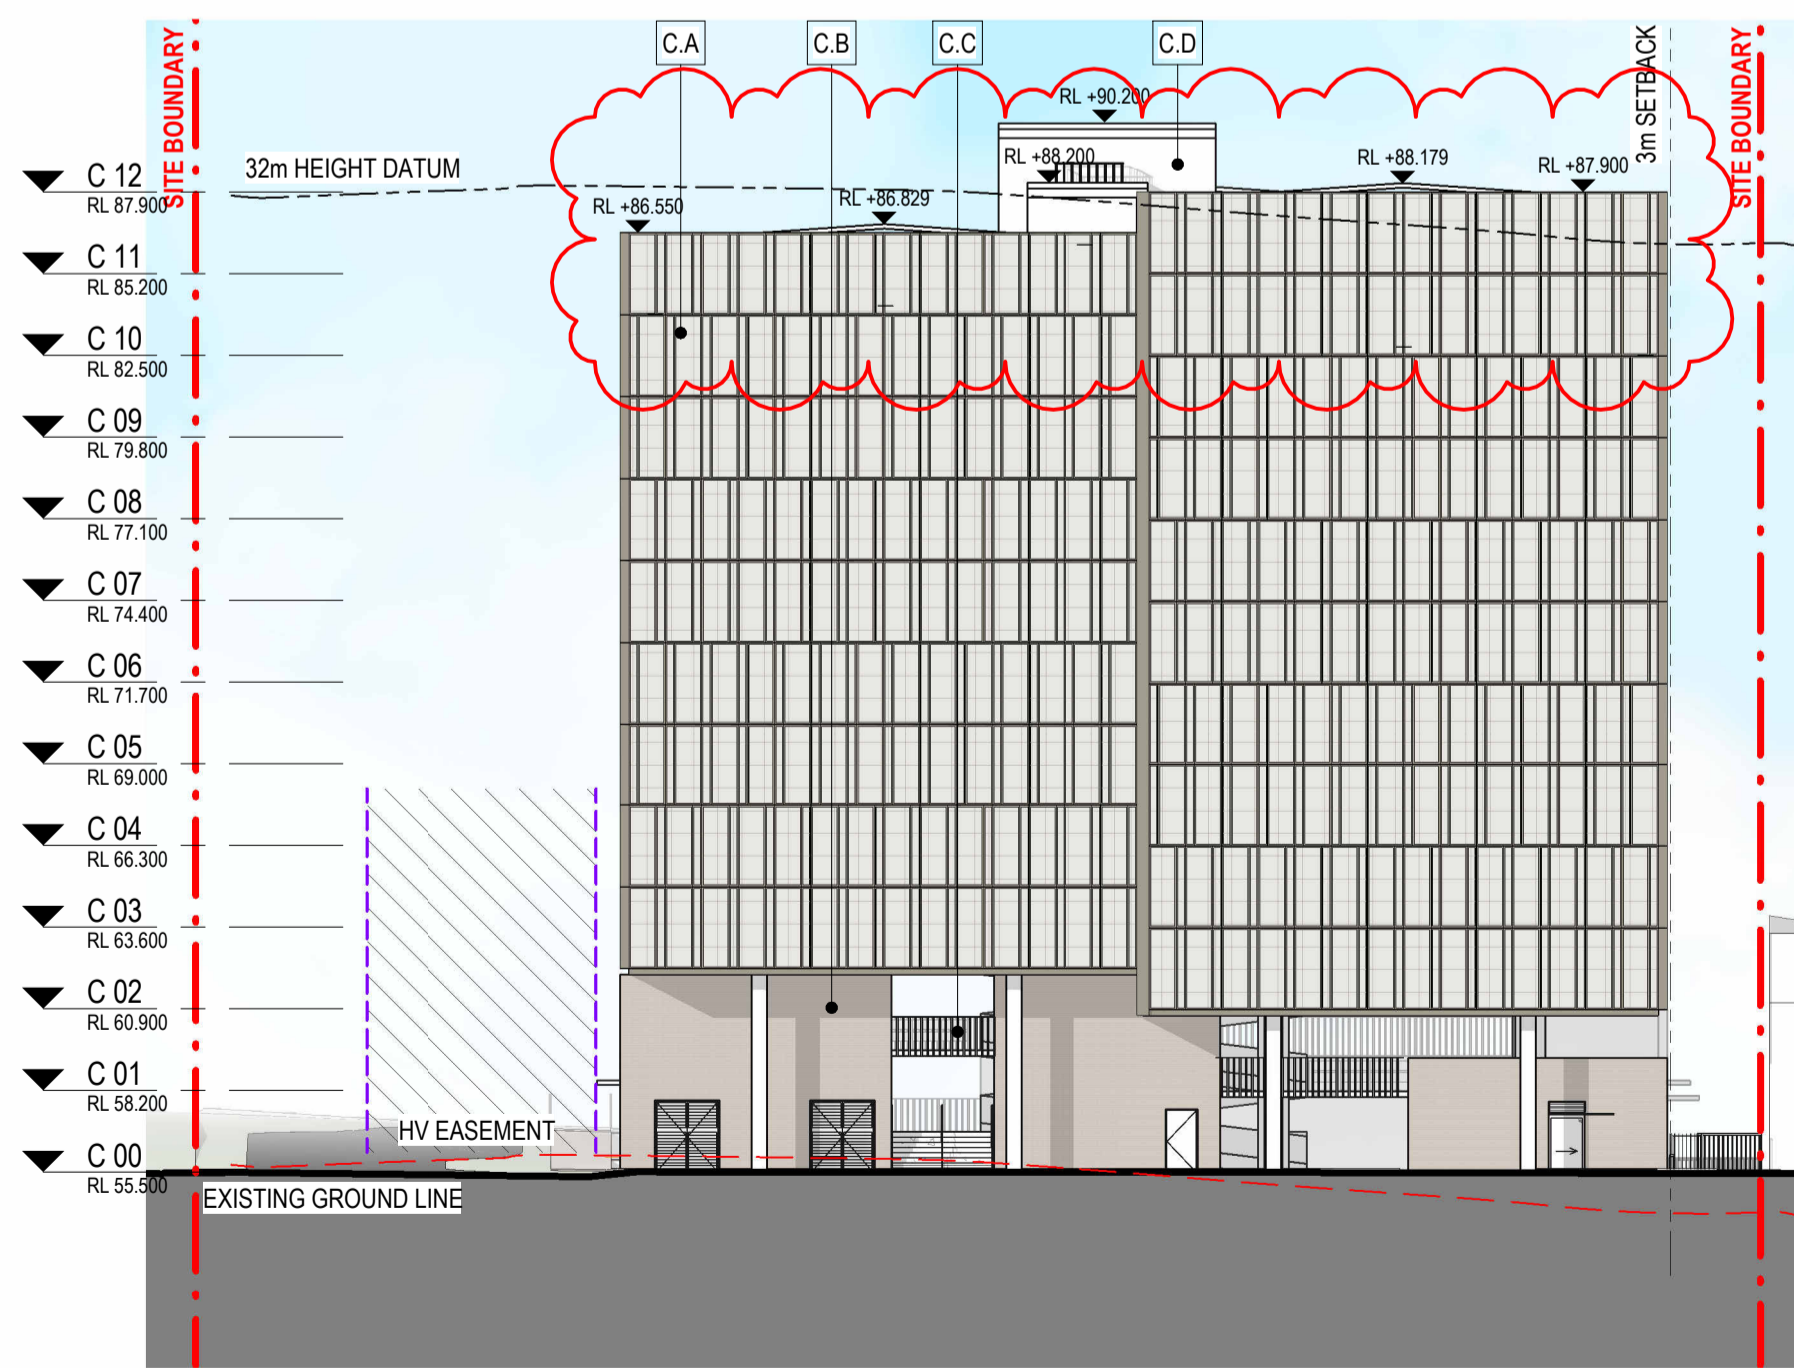 C.A
C.B
C.C
C.D
SITE BOUNDARY
3m SETBACK
SITE BOUNDARY
RL +90.200
32m HEIGHT DATUM
RL +88.200
RL +88.179
RL +87.900
RL +86.550
RL +86.829
C 12
RL 87.900
C 11
RL 85.200
C 10
RL 82.500
C 09
RL 79.800
C 08
RL 77.100
C 07
RL 74.400
C 06
RL 71.700
C 05
RL 69.000
C 04
RL 66.300
C 03
RL 63.600
C 02
RL 60.900
C 01
RL 58.200
HV EASEMENT
C 00
RL 55.500
EXISTING GROUND LINE